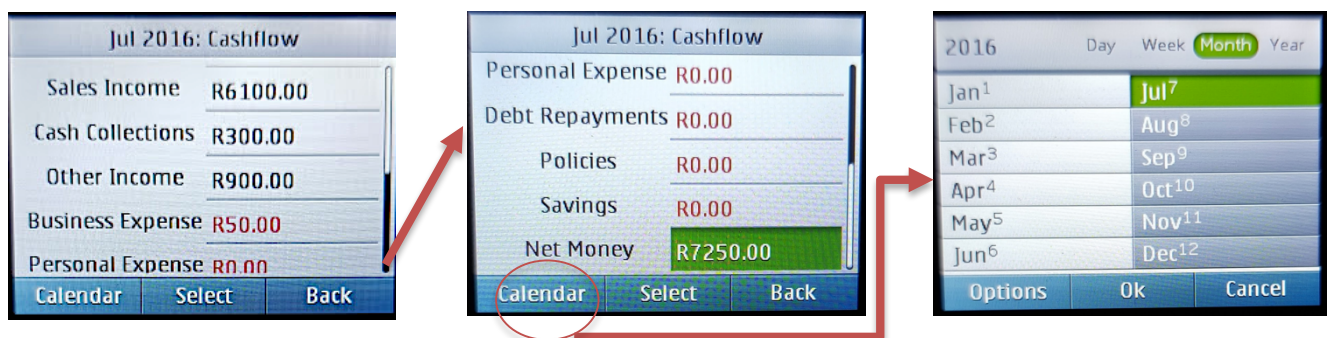 Jul 2016: Cashflow
Sales Income R6100.00
Cash Collections R300.00
Other Income R900.00
Business Expense R50.00
Personal Expense R0.00
Calendar Select Back
Jul 2016: Cashflow
Personal Expense R0.00
Debt Repayments R0.00
Policies R0.00
Savings R0.00
Net Money R7250.00
Calendar Select Back
2016 Day Week Month Year
Jan1 Jul7
Feb2 Aug8
Mar3 Sep9
Apr4 Oct10
May5 Nov11
Jun6 Dec12
Options Ok Cancel